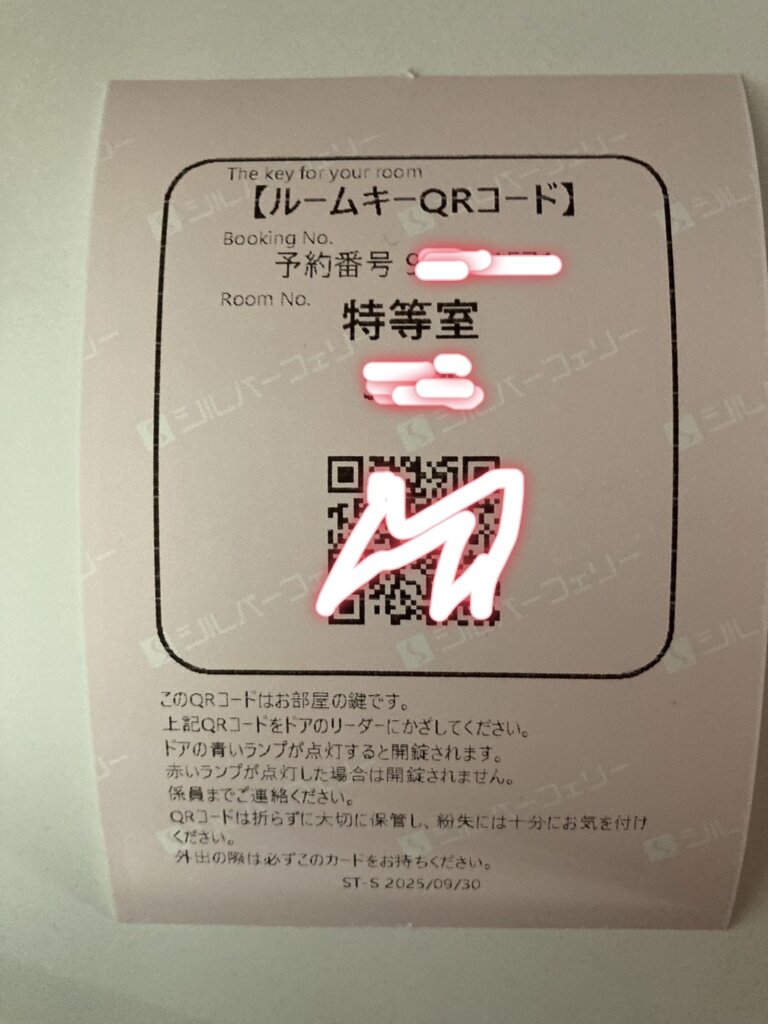 The key for your room
【ルームキーQRコード】
Booking No.
予約番号 9
Room No.
特等室
このQRコードはお部屋の鍵です。
上記QRコードをドアのリーダーにかざしてください。
ドアの青いランプが点灯すると開錠されます。
赤いランプが点灯した場合は開錠されません。
係員までご連絡ください。
QRコードは折らずに大切に保管し、紛失には十分にお気を付け
ください。
外出の際は必ずこのカードをお持ちください。
ST-S 2025/09/30
シルバーフェリー